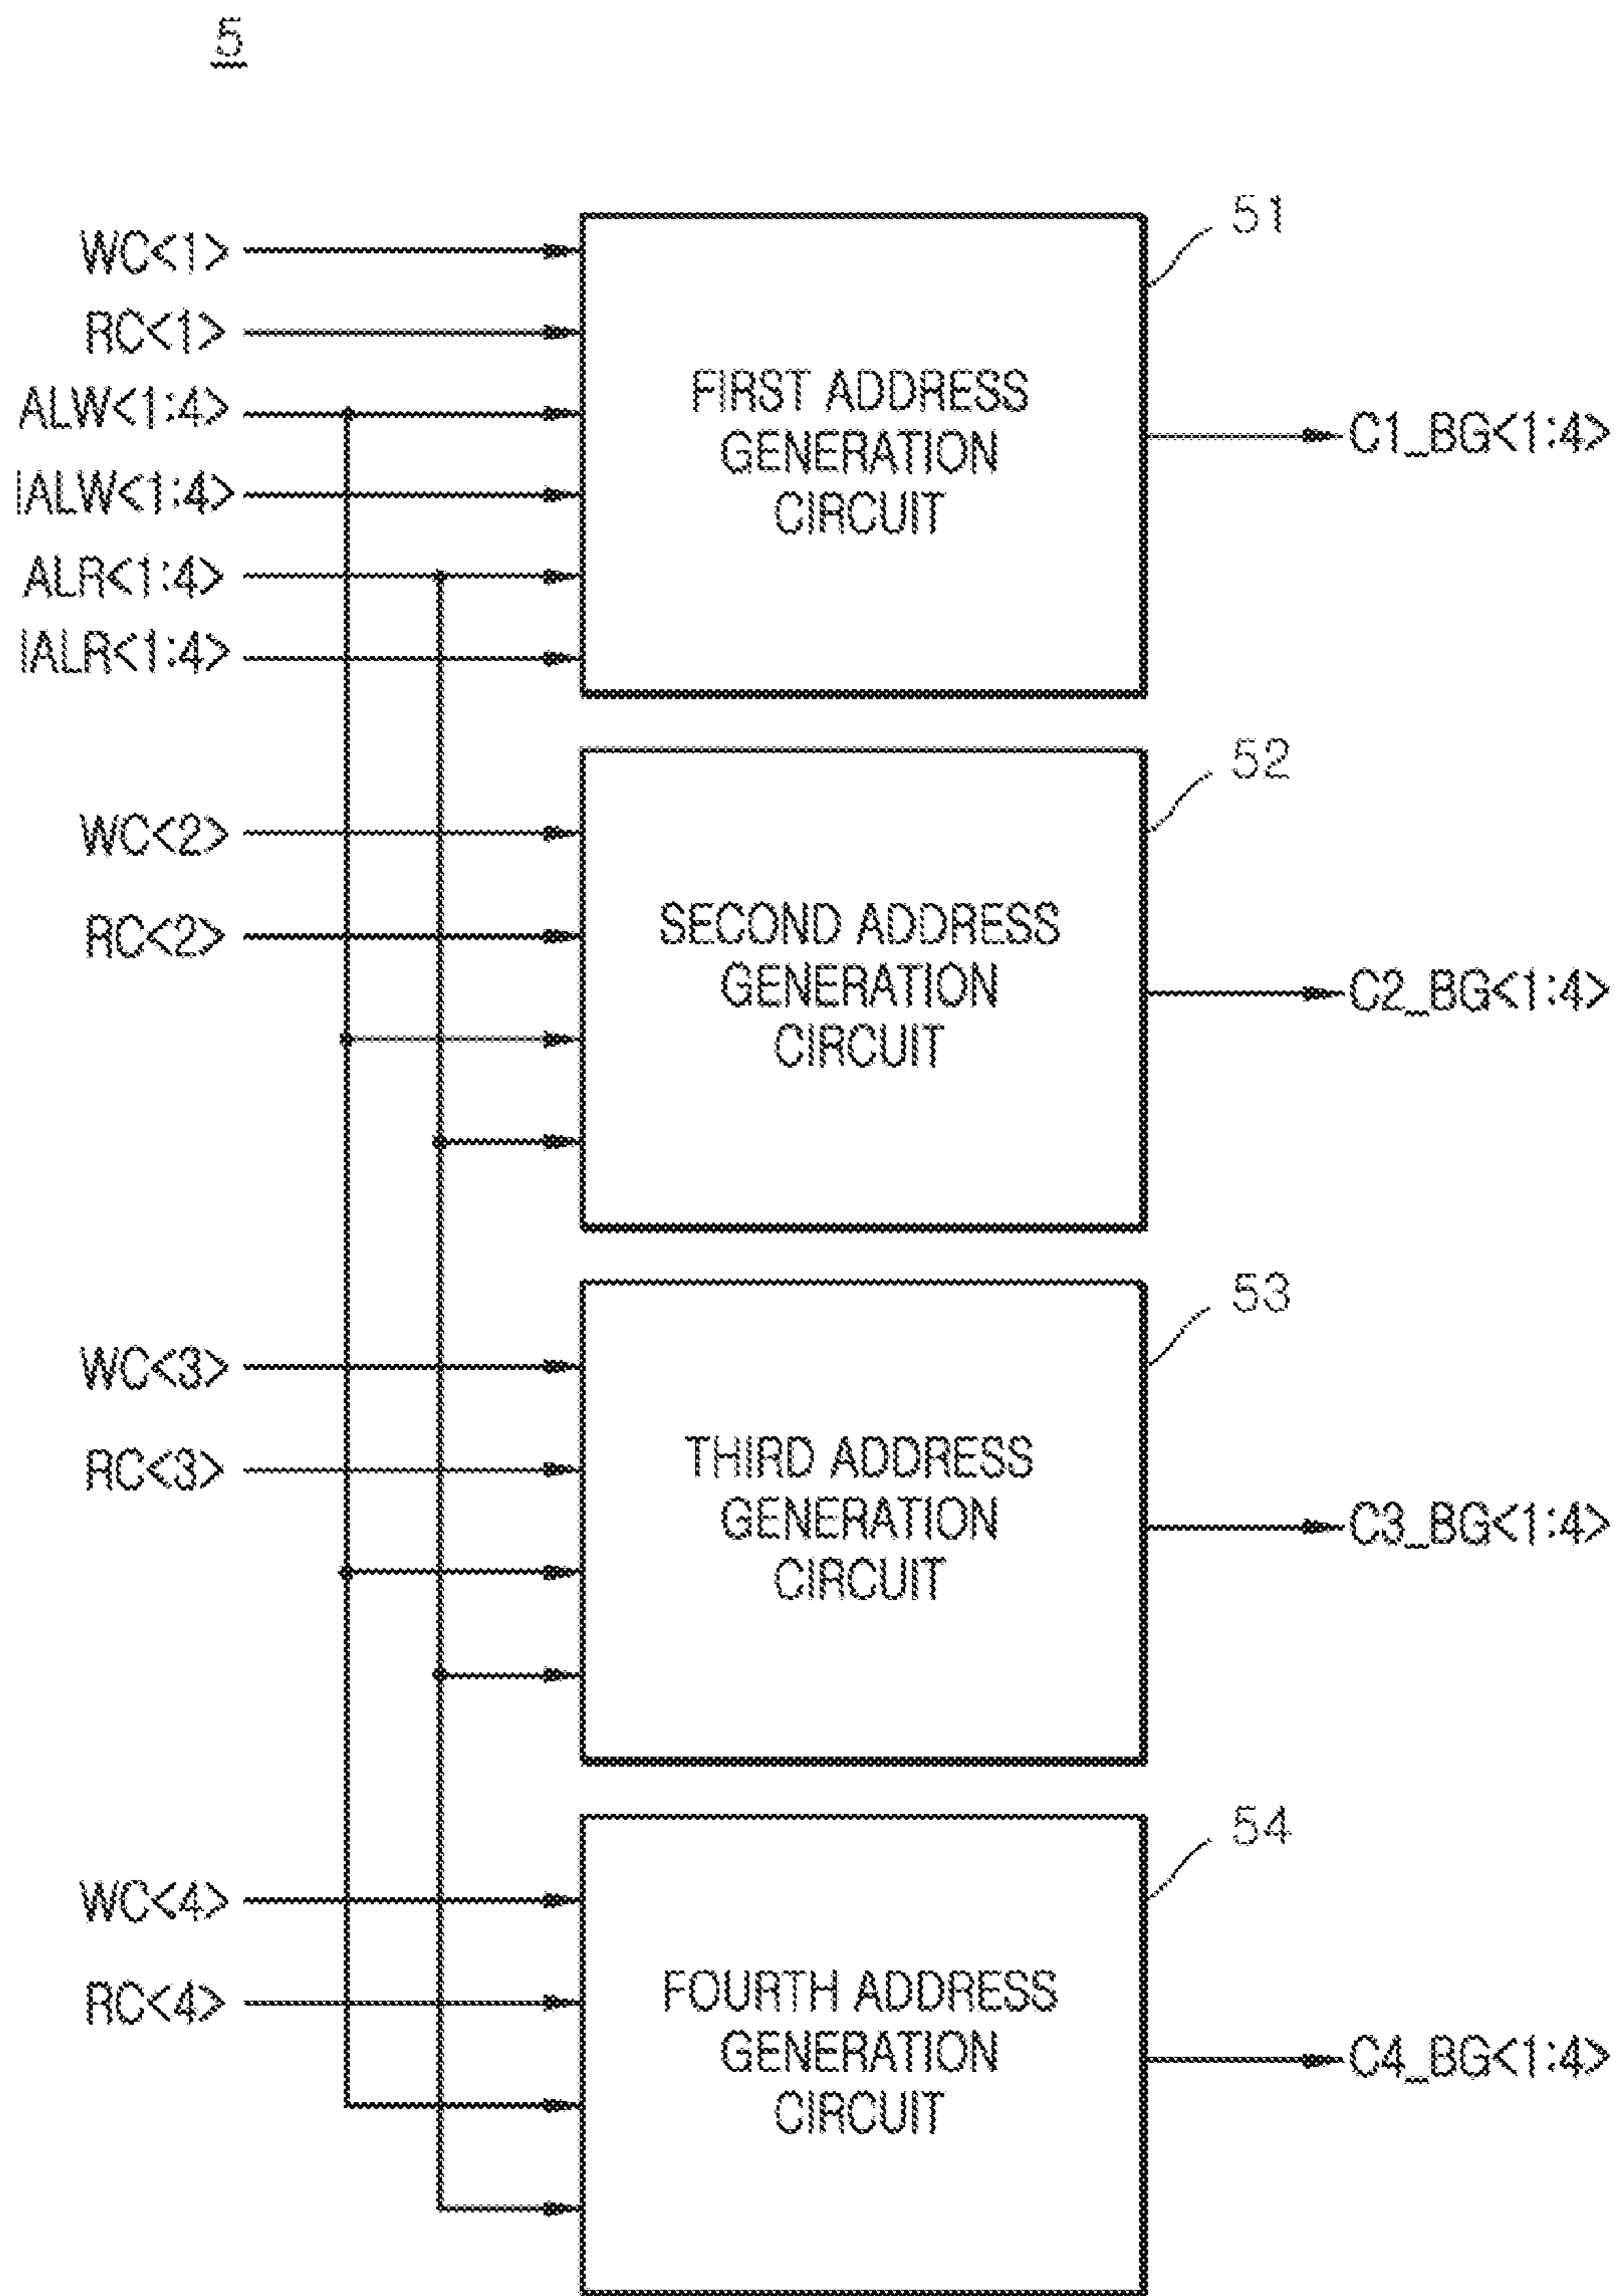 5
51
WC<1>
RC<1>
ALW<1:4>
IALW<1:4>
ALR<1:4>
IALR<1:4>
FIRST ADDRESS
GENERATION
CIRCUIT
C1_BG<1:4>
52
WC<2>
RC<2>
SECOND ADDRESS
GENERATION
CIRCUIT
C2_BG<1:4>
53
WC<3>
RC<3>
THIRD ADDRESS
GENERATION
CIRCUIT
C3_BG<1:4>
54
WC<4>
RC<4>
FOURTH ADDRESS
GENERATION
CIRCUIT
C4_BG<1:4>